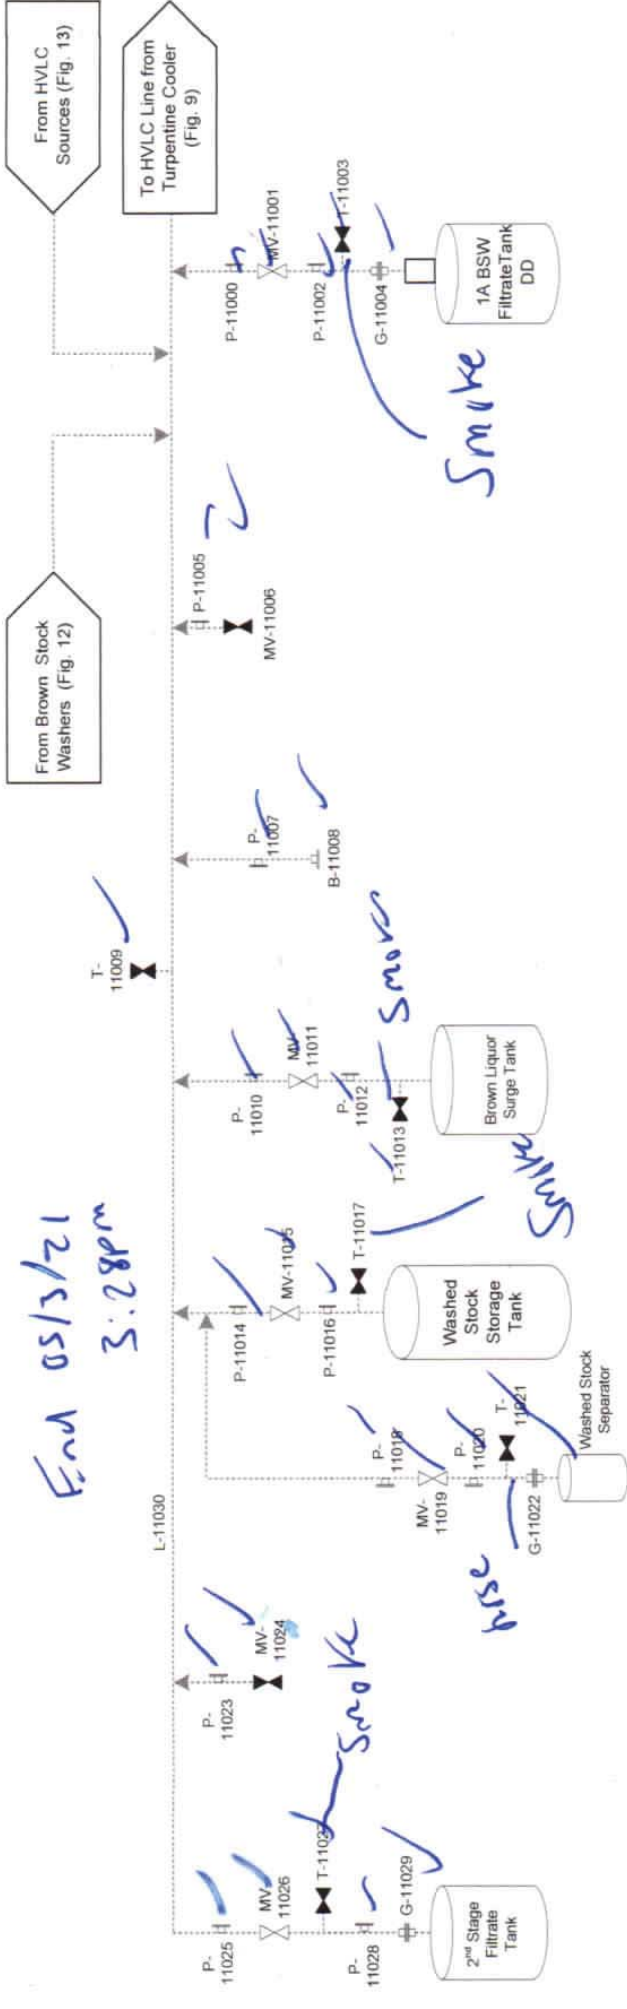 From HVLC
Sources (Fig. 13)
To HVLC Line from
Turpentine Cooler
(Fig. 9)
From Brown Stock
Washers (Fig. 12)
End 05/3/21
3:28pm
L-11030
P-
11025
MV-
11026
T-11027
Smoke
P-
11028
G-11029
2nd Stage
Filtrate
Tank
P-
11023
MV-
11024
P-
11018
MV-
11019
P-
11020
T-
11021
G-11022
Washed Stock
Separator
P-11014
MV-11015
P-11016
T-11017
Smoke
Washed
Stock
Storage
Tank
P-
11010
MV-
11011
P-
11012
T-11013
Smoke
Brown Liquor
Surge Tank
T-
11009
P-
11007
B-11008
P-11005
MV-11006
P-11000
MV-11001
P-11002
T-11003
G-11004
Smoke
1A BSW
FiltrateTank
DD